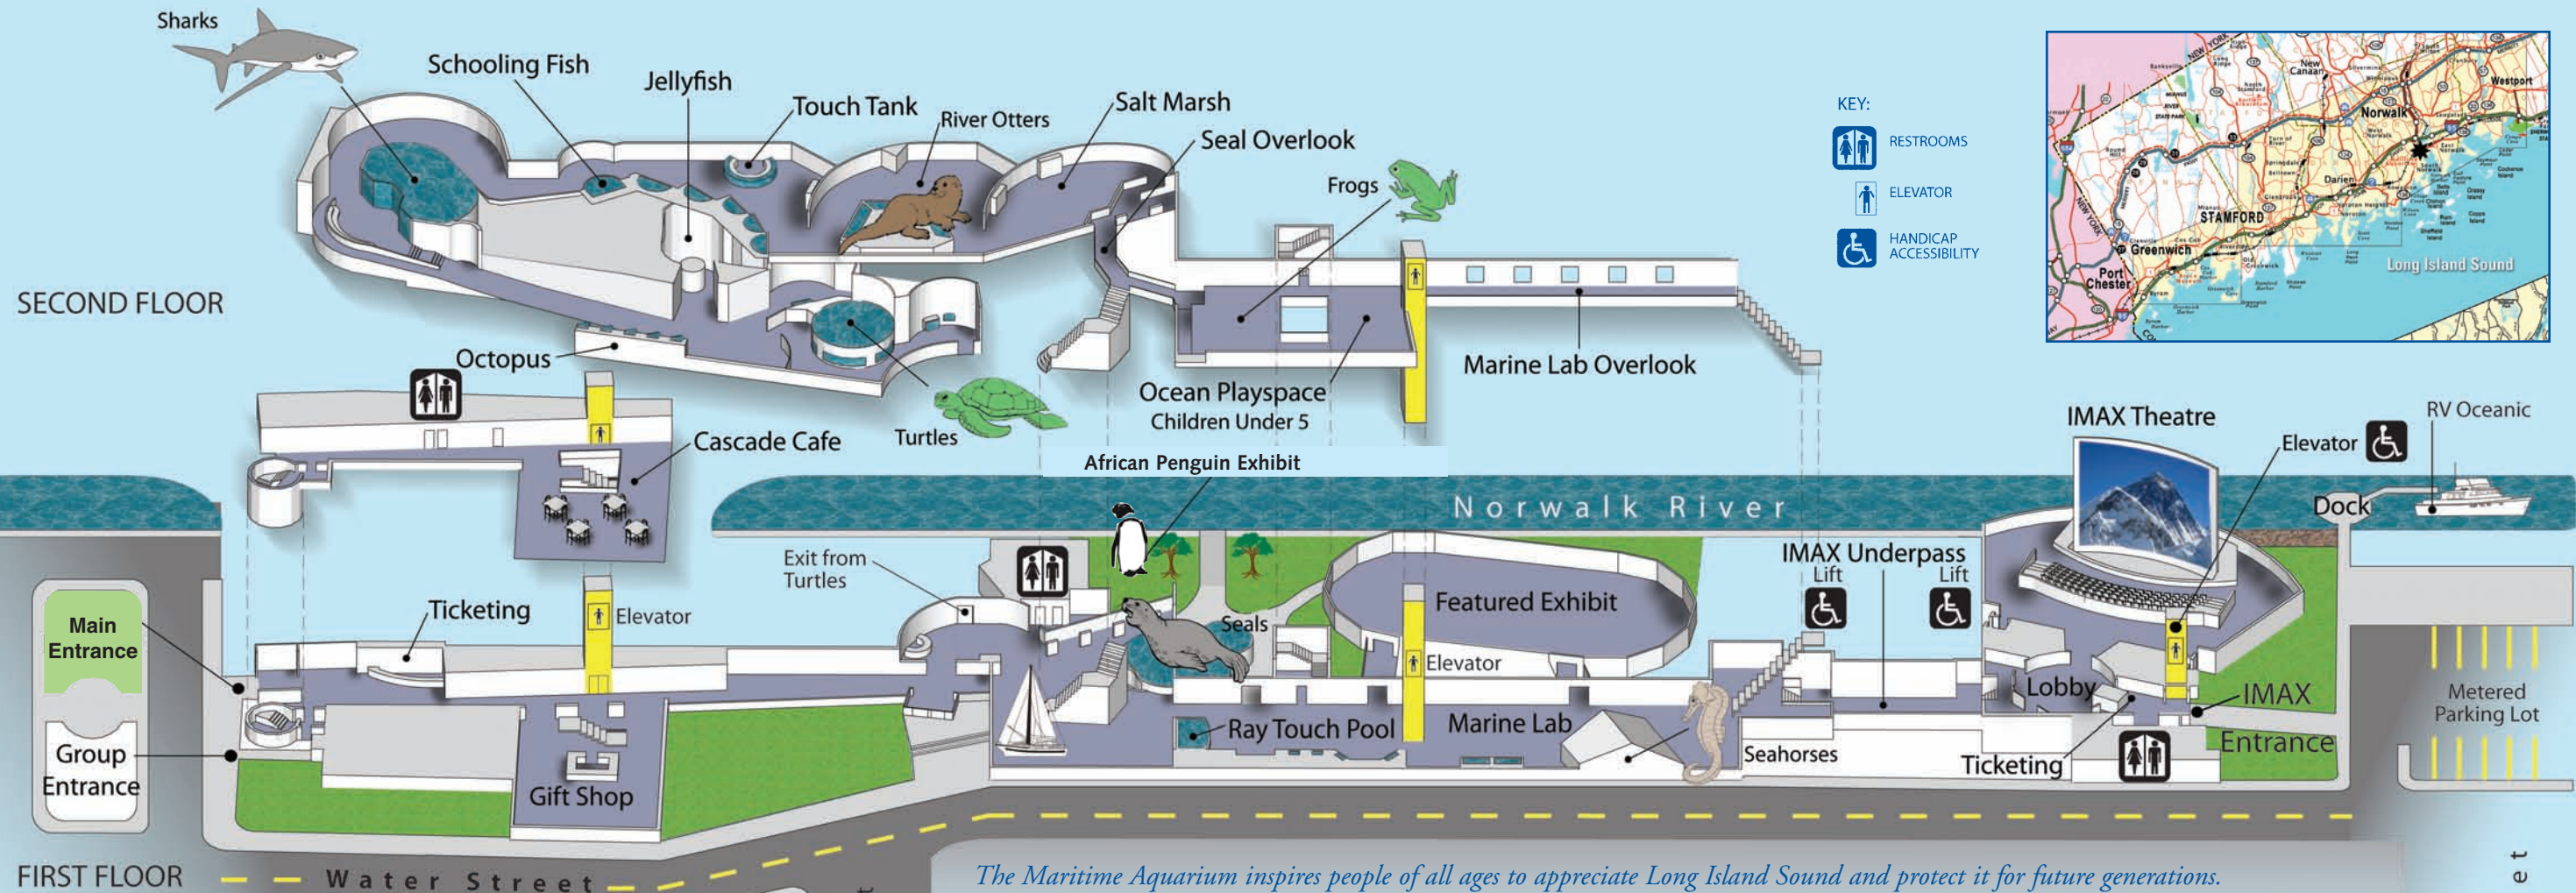 Sharks
Schooling Fish
Jellyfish
Touch Tank
River Otters
Salt Marsh
Seal Overlook
Frogs
SECOND FLOOR
Octopus
Turtles
Ocean Playspace
Children Under 5
Marine Lab Overlook
Cascade Cafe
KEY:
RESTROOMS
ELEVATOR
HANDICAP
ACCESSIBILITY
NEW YORK
New
Canaan
Westport
Norwalk
Darien
STAMFORD
Greenwich
Port
Chester
NEW YORK
Long Island Sound
African Penguin Exhibit
Norwalk River
IMAX Theatre
Elevator
RV Oceanic
Dock
Exit from
Turtles
Ticketing
Elevator
Main
Entrance
Group
Entrance
Gift Shop
Seals
Featured Exhibit
Elevator
Ray Touch Pool
Marine Lab
Seahorses
IMAX Underpass
Lift
Lift
Lobby
Ticketing
IMAX
Entrance
Metered
Parking Lot
FIRST FLOOR
Water Street
The Maritime Aquarium inspires people of all ages to appreciate Long Island Sound and protect it for future generations.